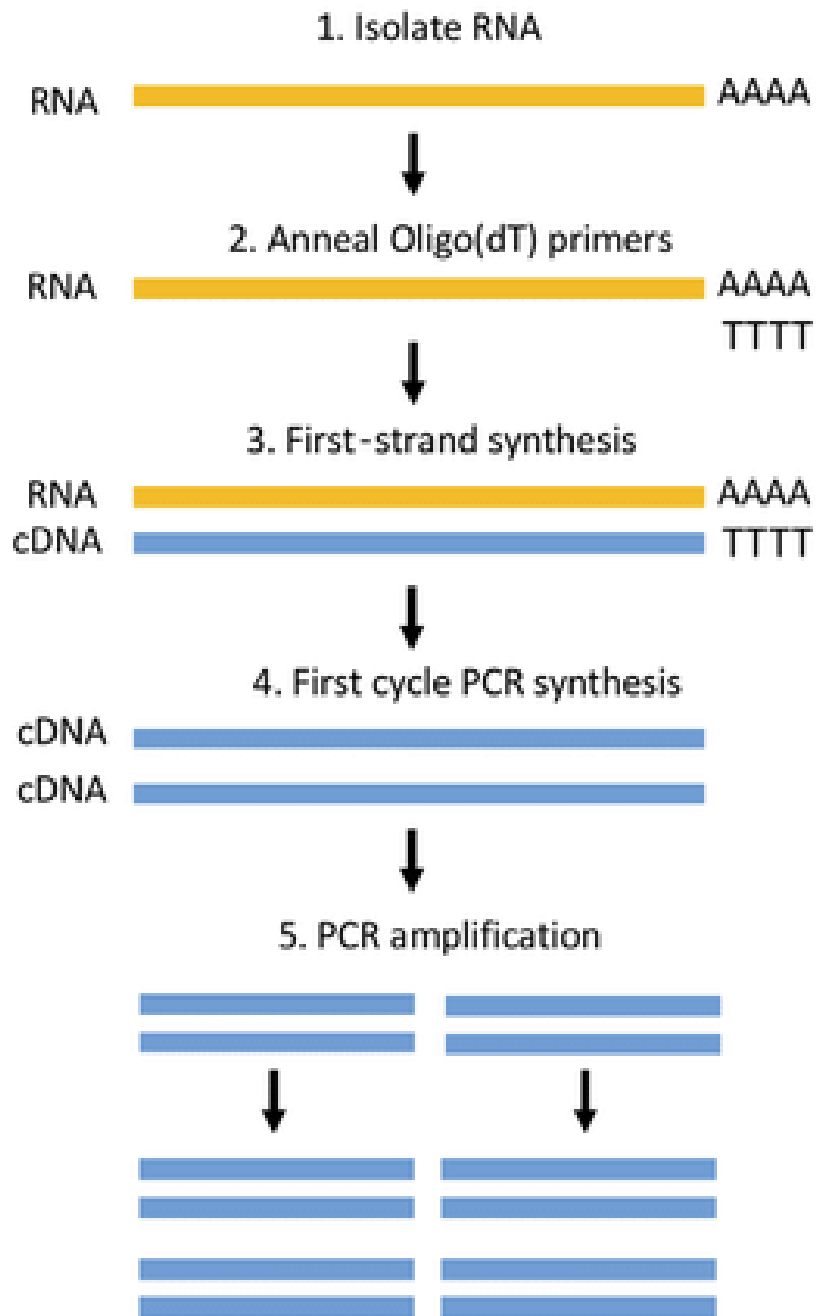 1. Isolate RNA
RNA AAAA
2. Anneal Oligo(dT) primers
RNA AAAA
TTTT
3. First-strand synthesis
RNA AAAA
cDNA TTTT
4. First cycle PCR synthesis
cDNA
cDNA
5. PCR amplification